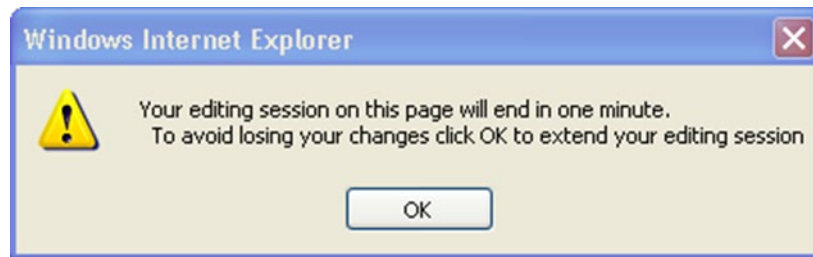 Windows Internet Explorer
Your editing session on this page will end in one minute.
To avoid losing your changes click OK to extend your editing session
OK